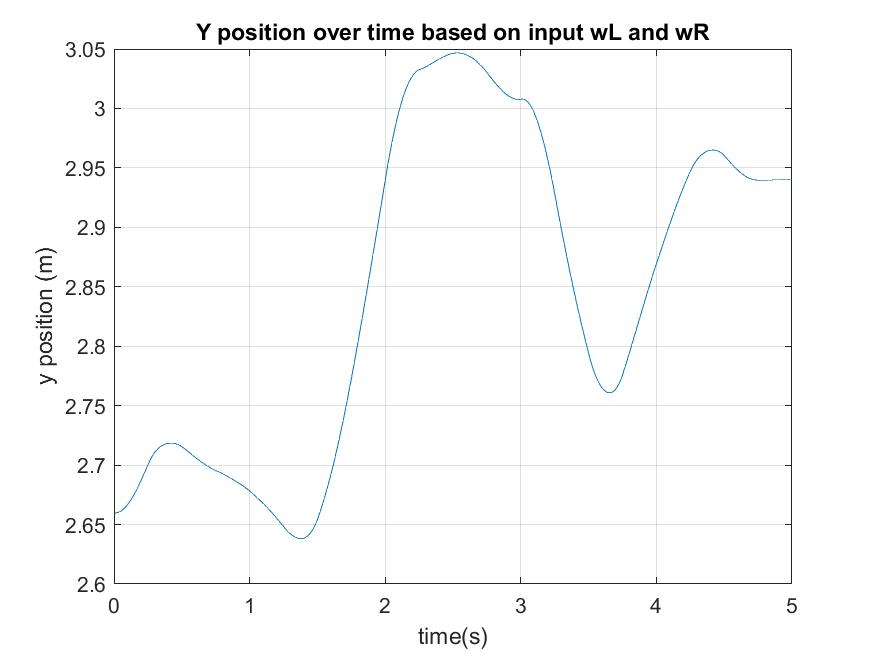 Y position over time based on input wL and wR
3.05
3
2.95
2.9
2.85
2.8
2.75
2.7
2.65
2.6
y position (m)
0 1 2 3 4 5
time(s)